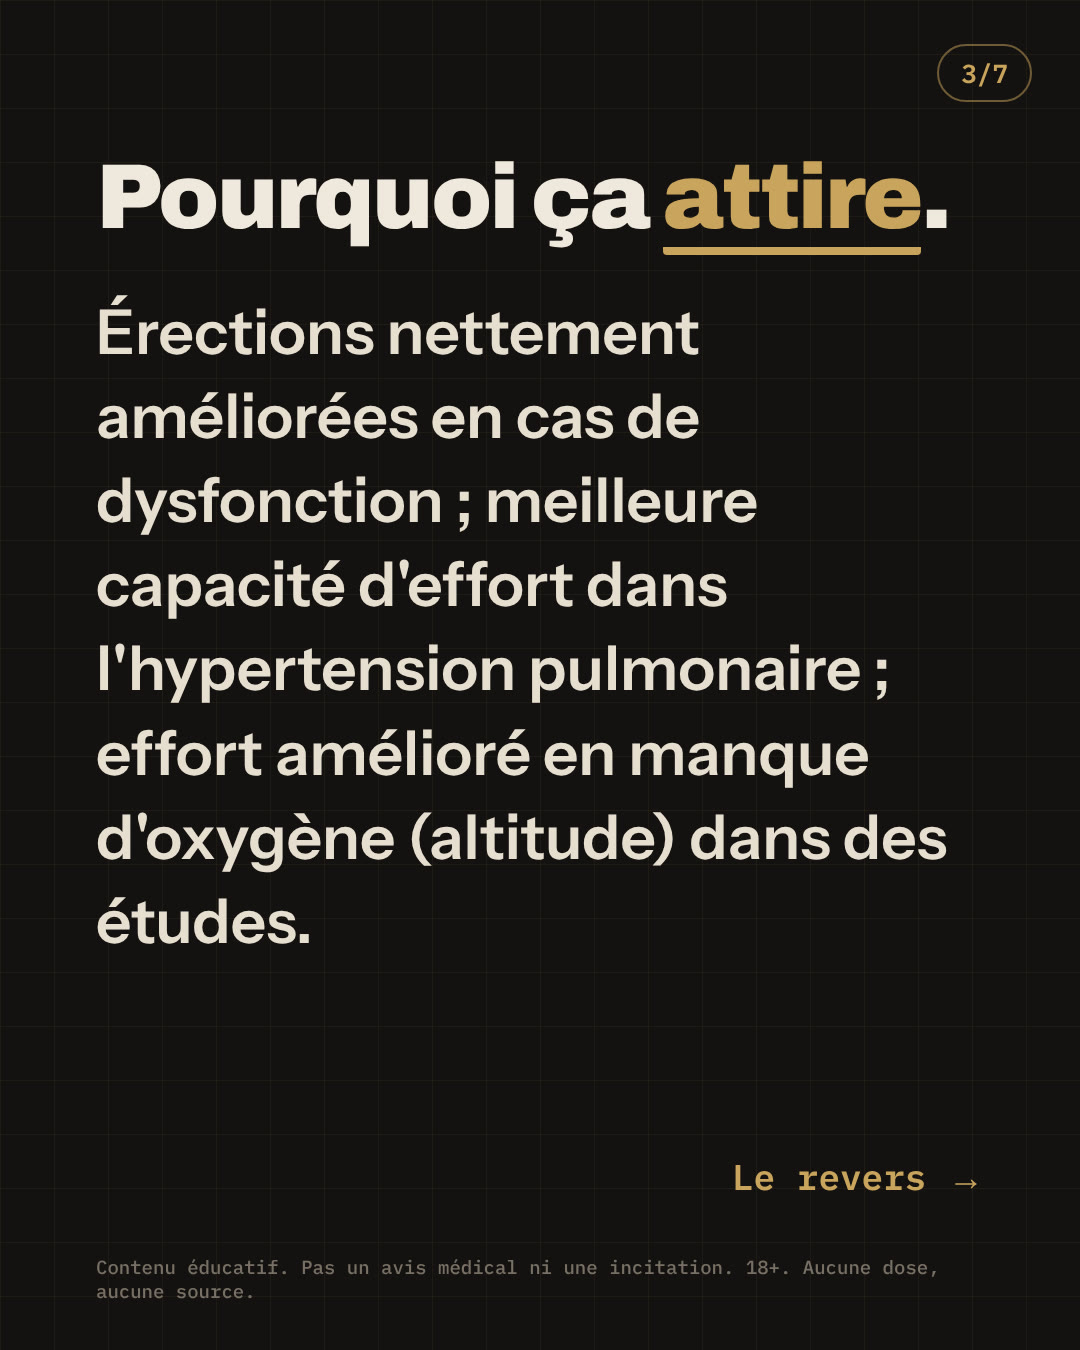 3/7
Pourquoi ça attire.
Érections nettement
améliorées en cas de
dysfonction ; meilleure
capacité d'effort dans
l'hypertension pulmonaire ;
effort amélioré en manque
d'oxygène (altitude) dans des
études.
Le revers →
Contenu éducatif. Pas un avis médical ni une incitation. 18+. Aucune dose,
aucune source.